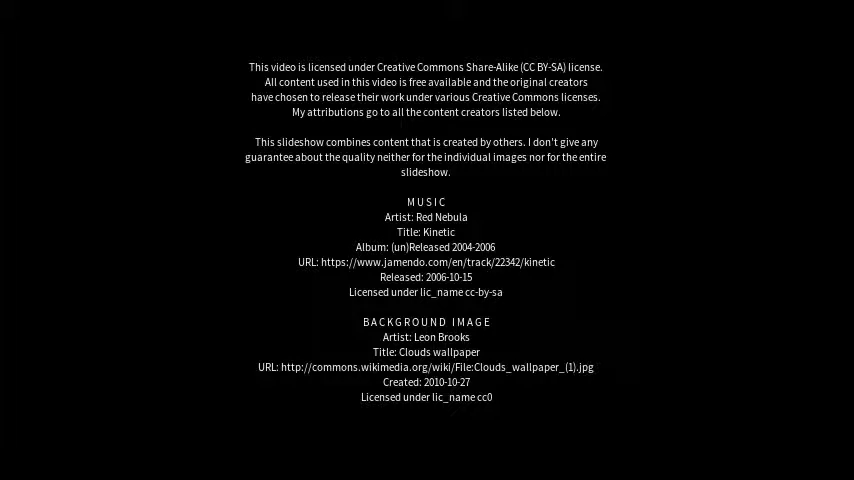 This video is licensed under Creative Commons Share-Alike (CC BY-SA) license.
All content used in this video is free available and the original creators
have chosen to release their work under various Creative Commons licenses.
My attributions go to all the content creators listed below.
This slideshow combines content that is created by others. I don't give any
guarantee about the quality neither for the individual images nor for the entire
slideshow.
MUSIC
Artist: Red Nebula
Title: Kinetic
Album: (un)Released 2004-2006
URL: https://www.jamendo.com/en/track/22342/kinetic
Released: 2006-10-15
Licensed under lic_name cc-by-sa
BACKGROUND IMAGE
Artist: Leon Brooks
Title: Clouds wallpaper
URL: http://commons.wikimedia.org/wiki/File:Clouds_wallpaper_(1).jpg
Created: 2010-10-27
Licensed under lic_name cc0